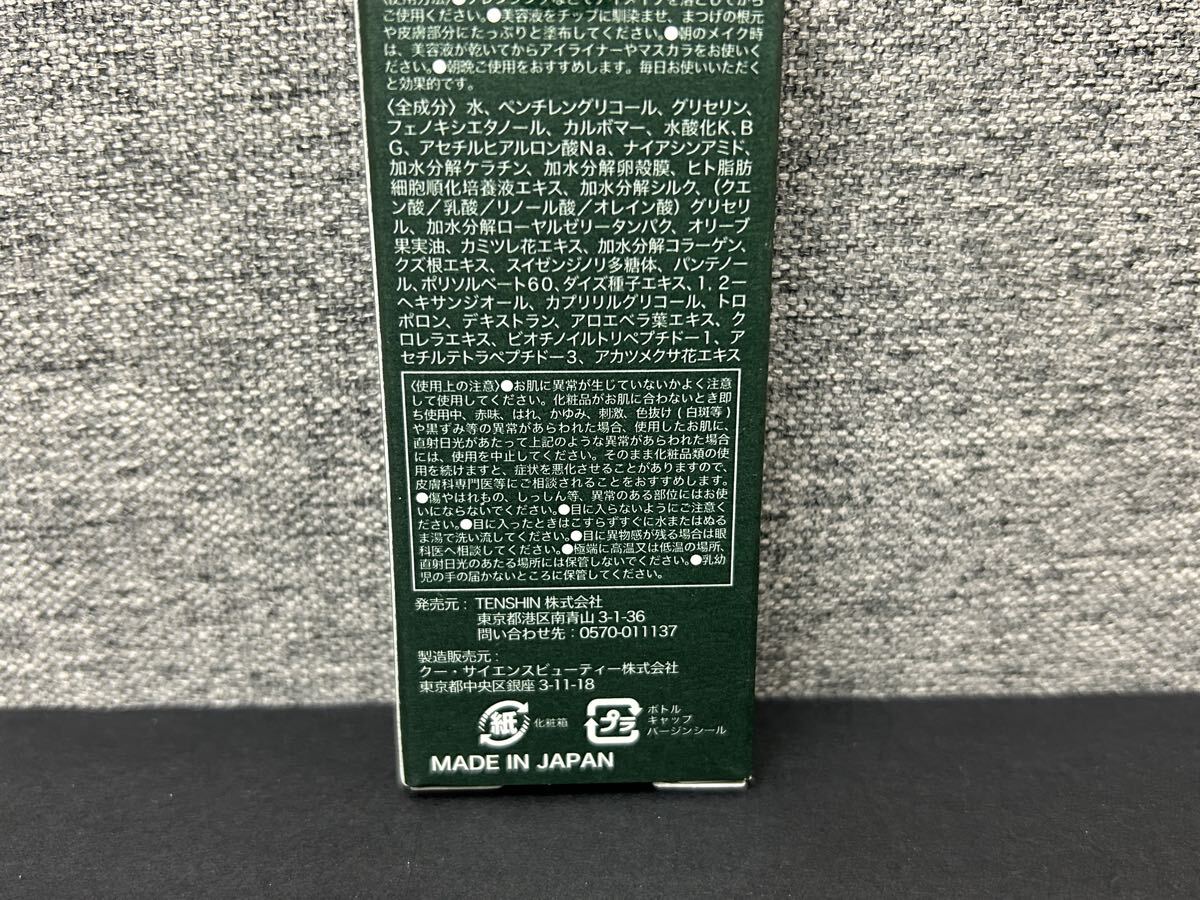 〈使用方法〉●クレンジングなどでアイメイクを落としてから
ご使用ください。●美容液をチップに馴染ませ、まつげの根元
や皮膚部分にたっぷりと塗布してください。●朝のメイク時
は、美容液が乾いてからアイライナーやマスカラをお使いく
ださい。●朝晩ご使用をおすすめします。毎日お使いいただく
と効果的です。
〈全成分〉水、ペンチレングリコール、グリセリン、
フェノキシエタノール、カルボマー、水酸化K、B
G、アセチルヒアルロン酸Na、ナイアシンアミド、
加水分解ケラチン、加水分解卵殻膜、ヒト脂肪
細胞順化培養液エキス、加水分解シルク、(クエ
ン酸／乳酸／リノール酸／オレイン酸）グリセリ
ル、加水分解ローヤルゼリータンパク、オリーブ
果実油、カミツレ花エキス、加水分解コラーゲン、
クズ根エキス、スイゼンジノリ多糖体、パンテノー
ル、ポリソルベート60、ダイズ種子エキス、1，2－
ヘキサンジオール、カプリリルグリコール、トロ
ポロン、デキストラン、アロエベラ葉エキス、ク
ロレラエキス、ビオチノイルトリペプチドー1、ア
セチルテトラペプチドー3、アカツメクサ花エキス
〈使用上の注意〉●お肌に異常が生じていないかよく注意
して使用してください。化粧品がお肌に合わないとき即
ち使用中、赤味、はれ、かゆみ、刺激、色抜け(白斑等)
や黒ずみ等の異常があらわれた場合、使用したお肌に、
直射日光があたって上記のような異常があらわれた場合
には、使用を中止してください。そのまま化粧品類の使
用を続けますと、症状を悪化させることがありますので、
皮膚科専門医等にご相談されることをおすすめします。
●傷やはれもの、しっしん等、異常のある部位にはお使
いにならないでください。●目に入らないようにご注意く
ださい。●目に入ったときはこすらずすぐに水またはぬる
ま湯で洗い流してください。●目に異物感が残る場合は眼
科医へ相談してください。●極端に高温又は低温の場所、
直射日光のあたる場所には保管しないでください。●乳幼
児の手の届かないところに保管してください。
発売元：TENSHIN 株式会社
東京都港区南青山 3-1-36
問い合わせ先：0570-011137
製造販売元：
クー・サイエンスビューティー株式会社
東京都中央区銀座 3-11-18
紙 化粧箱
プラ ボトル
キャップ
バージンシール
MADE IN JAPAN